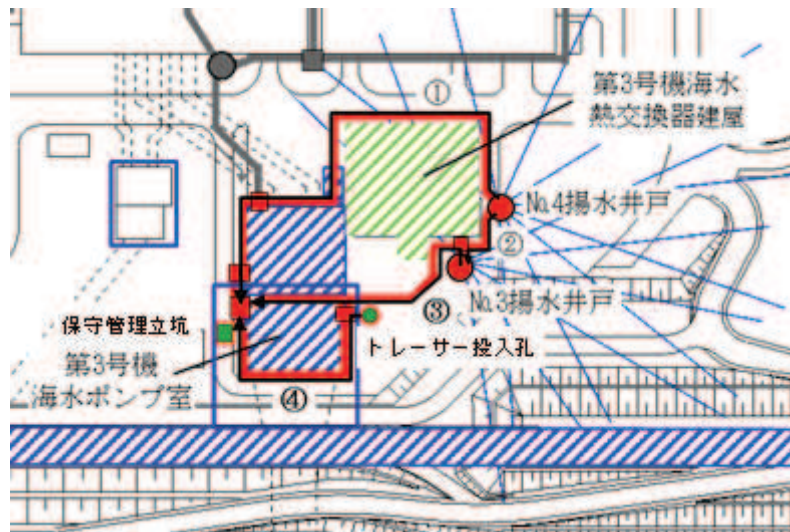 ①
第3号機海水
熱交換器建屋
№4揚水井戸
②
③
№3揚水井戸
保守管理立坑
トレーサー投入孔
第3号機
海水ポンプ室
④